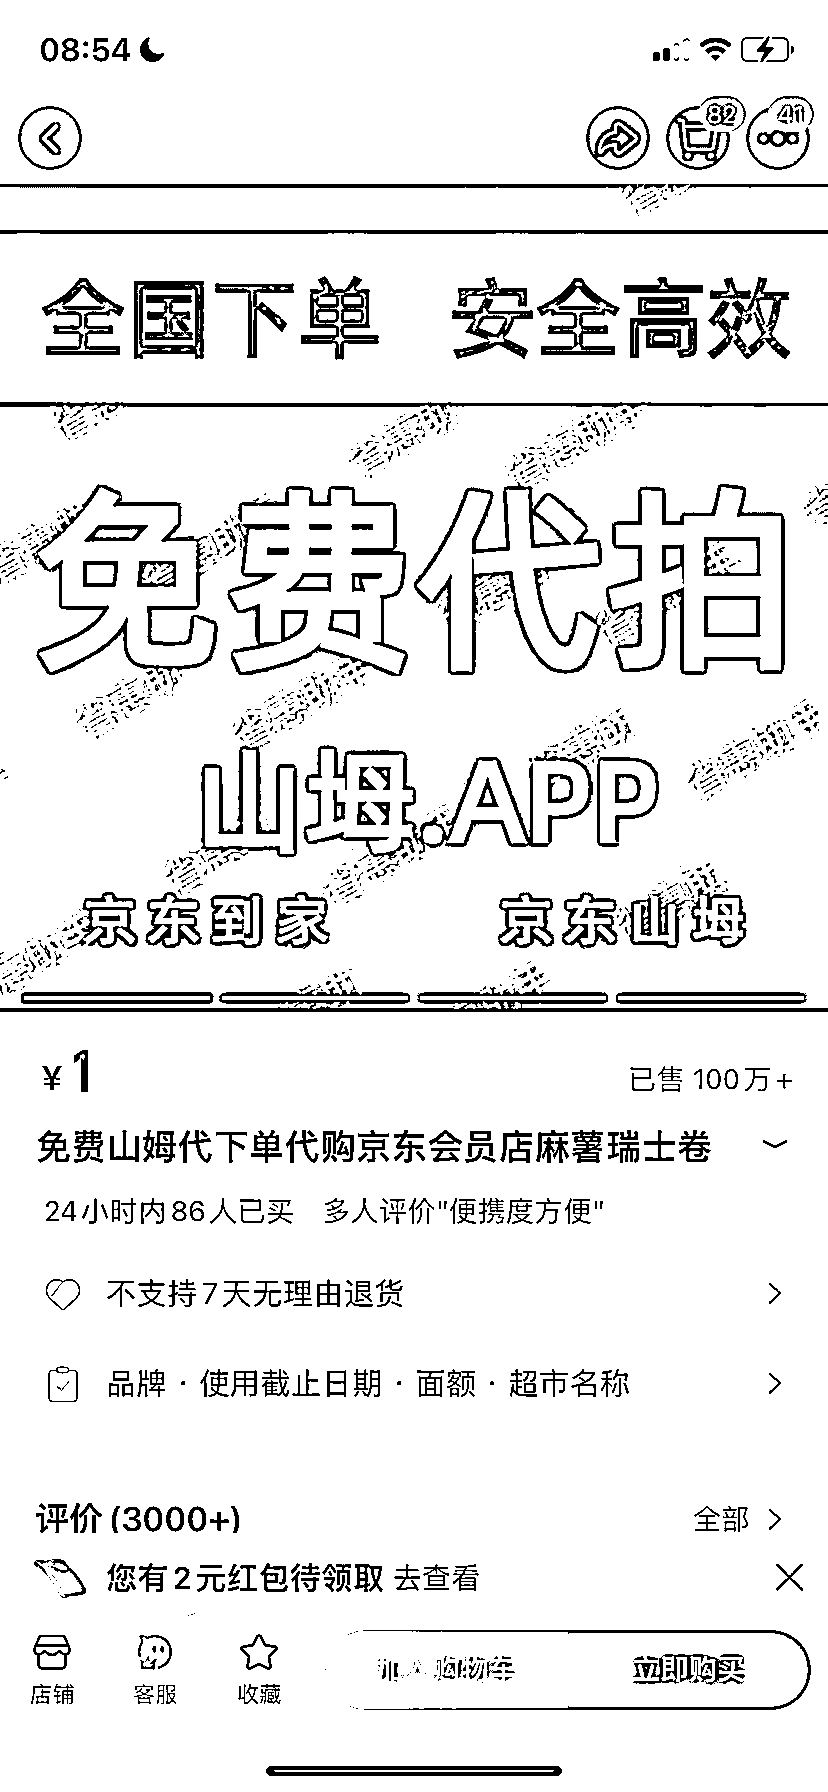 08:54
82
41
全国下单 安全高效
免费代拍
山姆.APP
京东到家 京东山姆
¥1 已售 100万+
免费山姆代下单代购京东会员店麻薯瑞士卷
24小时内86人已买 多人评价"便携度方便"
不支持7天无理由退货
品牌 · 使用截止日期 · 面额 · 超市名称
评价 (3000+) 全部
您有2元红包待领取 去查看
店铺 客服 收藏 加入购物车 立即购买